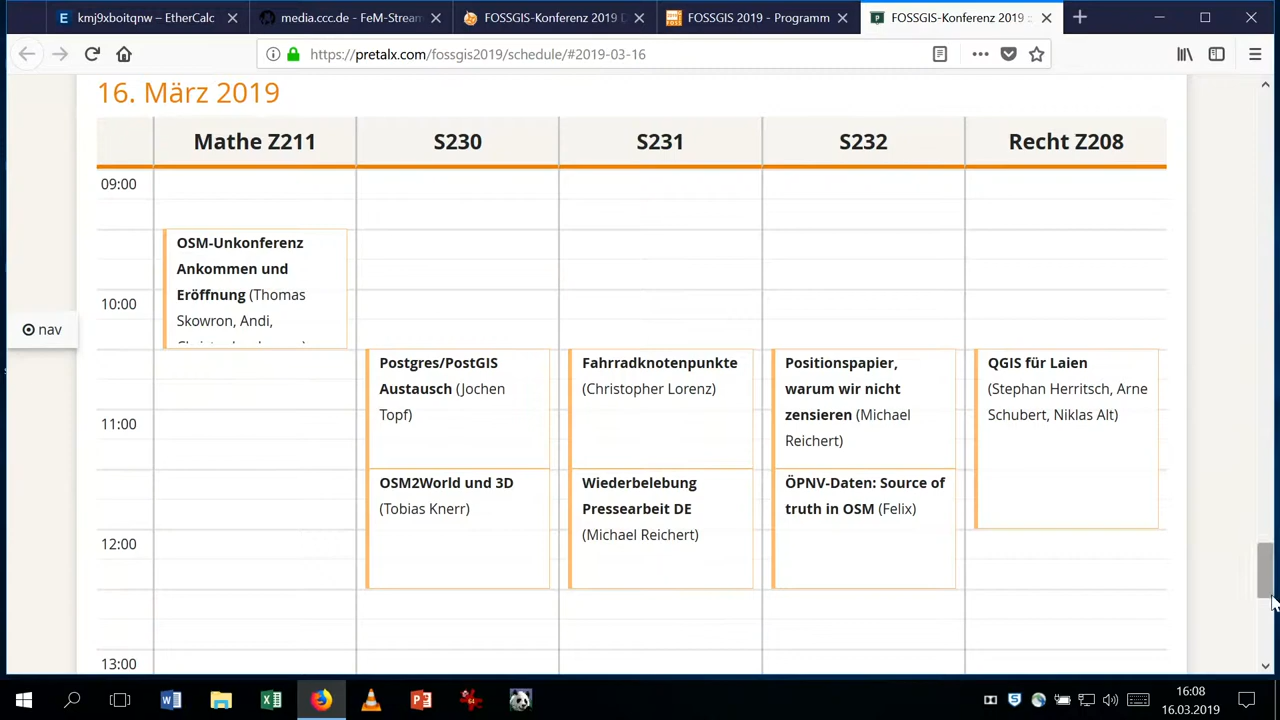 kmj9xboitqnw – EtherCalc
media.ccc.de - FeM-Stream
FOSSGIS-Konferenz 2019 D
FOSSGIS 2019 - Programm
FOSSGIS-Konferenz 2019 ::
https://pretalx.com/fossgis2019/schedule/#2019-03-16
16. März 2019
Mathe Z211
S230
S231
S232
Recht Z208
09:00
OSM-Unkonferenz
Ankommen und
Eröffnung (Thomas
Skowron, Andi,
10:00
nav
Postgres/PostGIS
Austausch (Jochen
Topf)
Fahrradknotenpunkte
(Christopher Lorenz)
Positionspapier,
warum wir nicht
zensieren (Michael
Reichert)
QGIS für Laien
(Stephan Herritsch, Arne
Schubert, Niklas Alt)
11:00
OSM2World und 3D
(Tobias Knerr)
Wiederbelebung
Pressearbeit DE
(Michael Reichert)
ÖPNV-Daten: Source of
truth in OSM (Felix)
12:00
13:00
16:08
16.03.2019